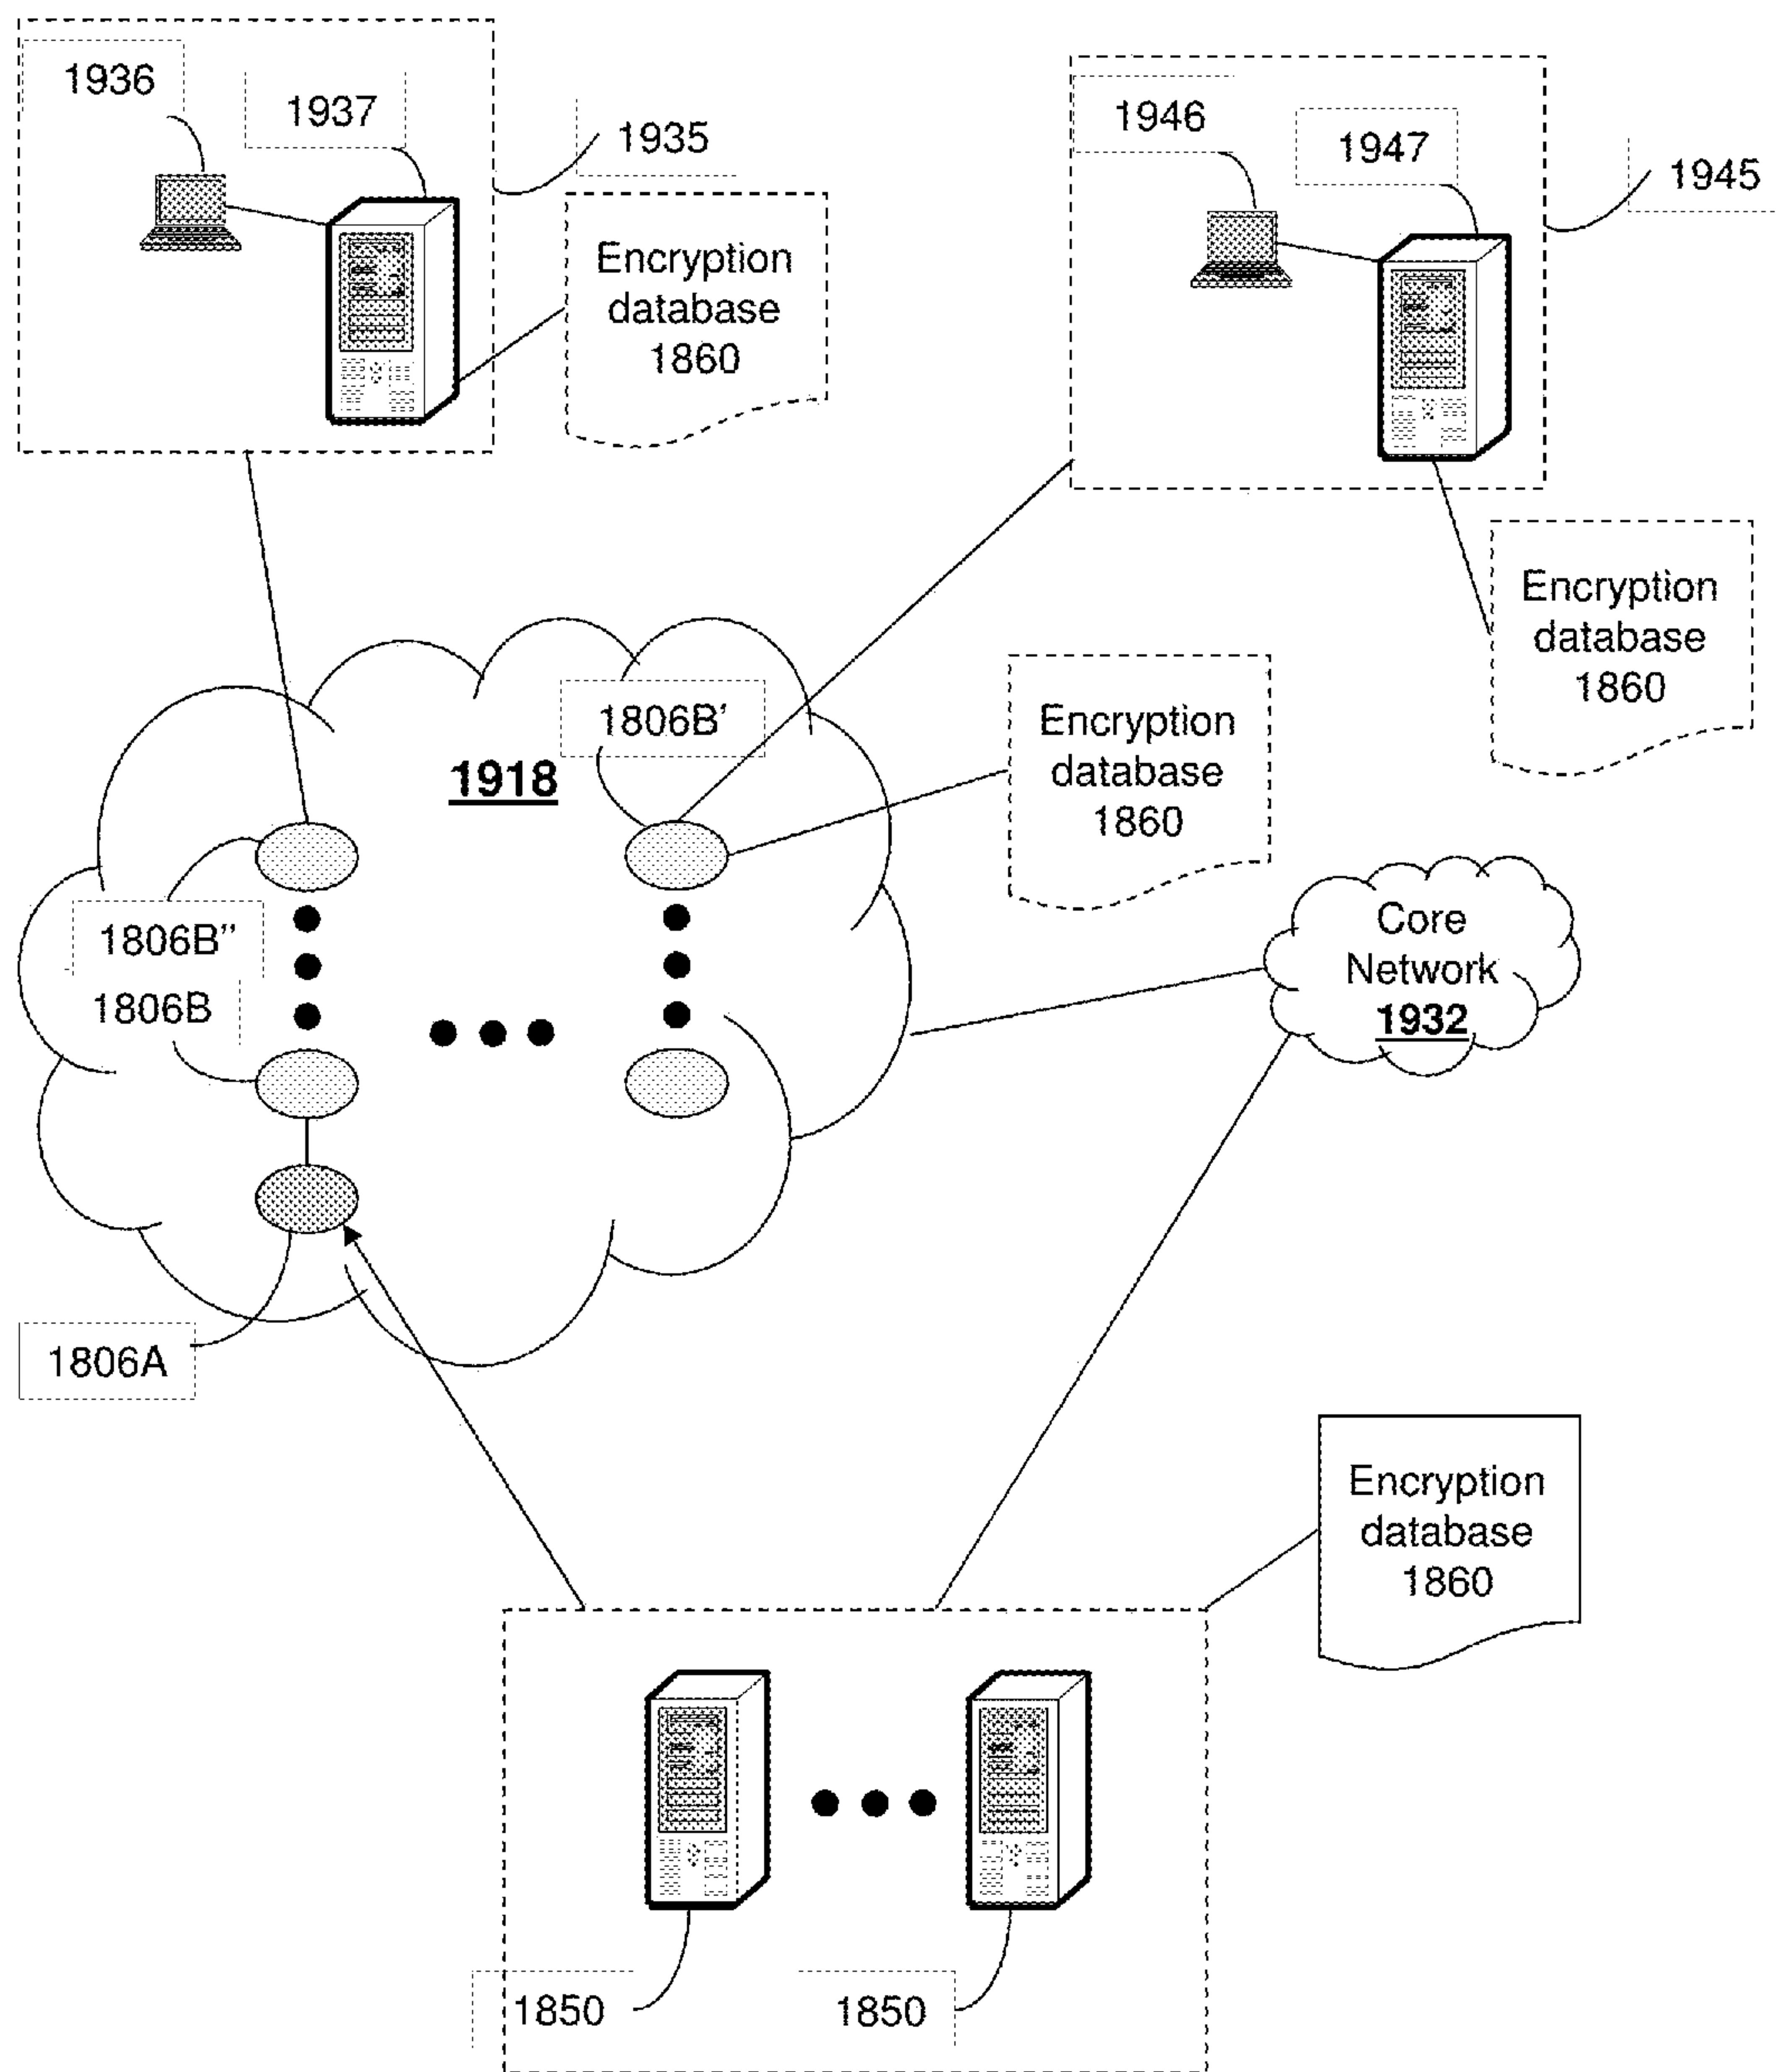 1936
1937
1935
Encryption
database
1860
1946
1947
1945
Encryption
database
1860
1806B'
1918
Encryption
database
1860
1806B''
1806B
Core
Network
1932
1806A
Encryption
database
1860
1850
1850